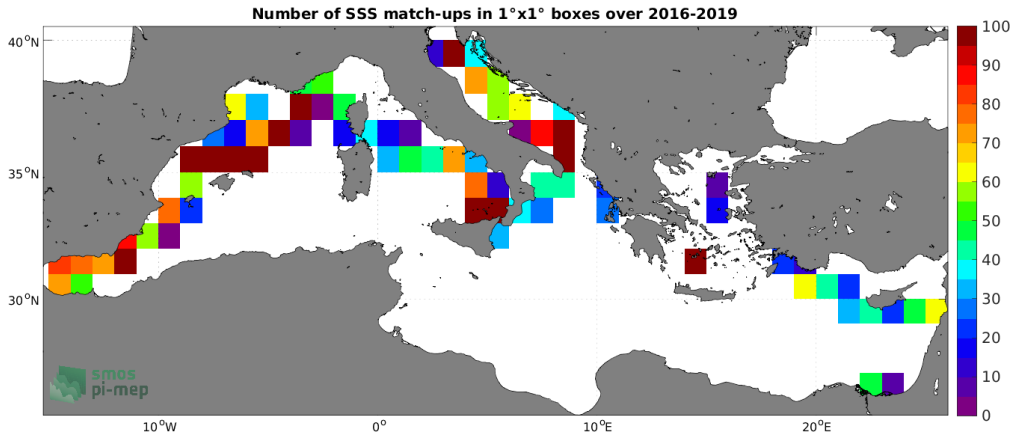 Number of SSS match-ups in 1°x1° boxes over 2016-2019
40°N
35°N
30°N
10°W
0°
10°E
20°E
100
90
80
70
60
50
40
30
20
10
0
smos
pi-mep